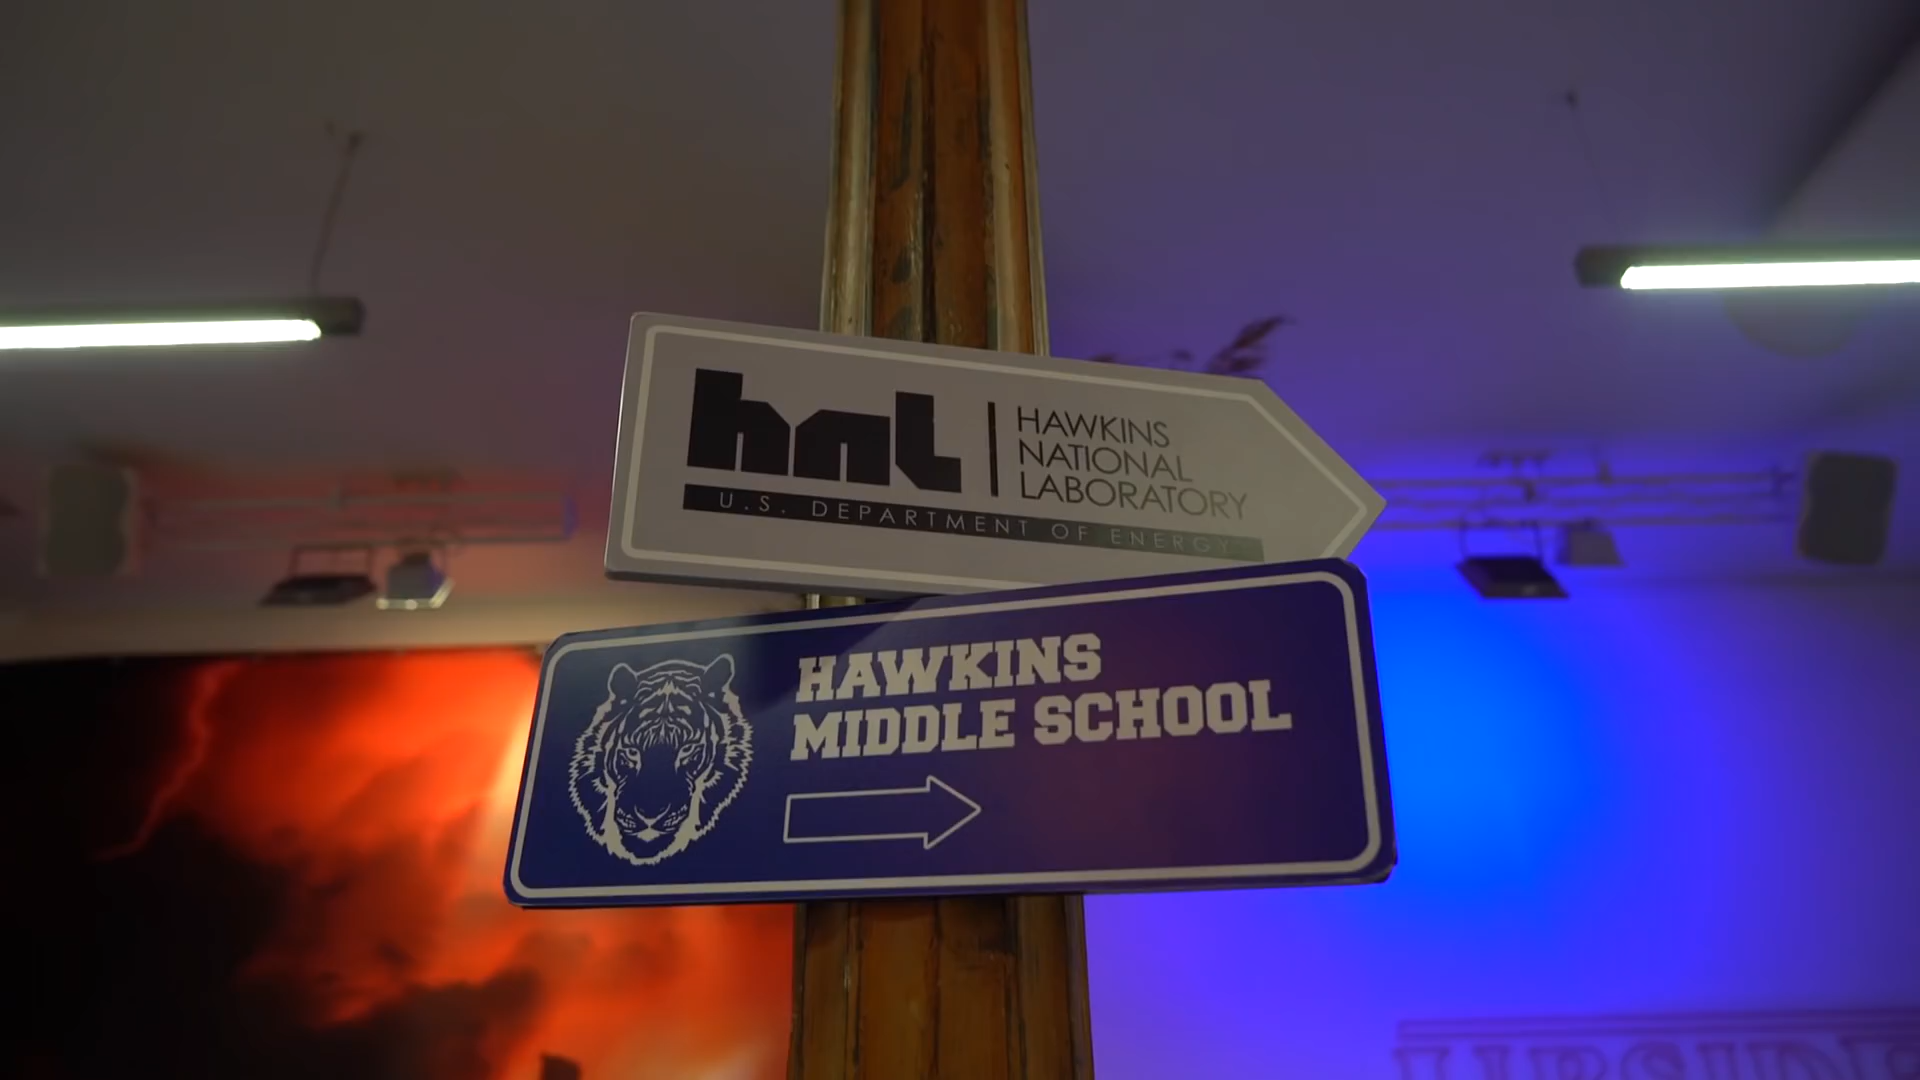 hnl
HAWKINS
NATIONAL
LABORATORY
U.S. DEPARTMENT OF ENERGY
HAWKINS
MIDDLE SCHOOL